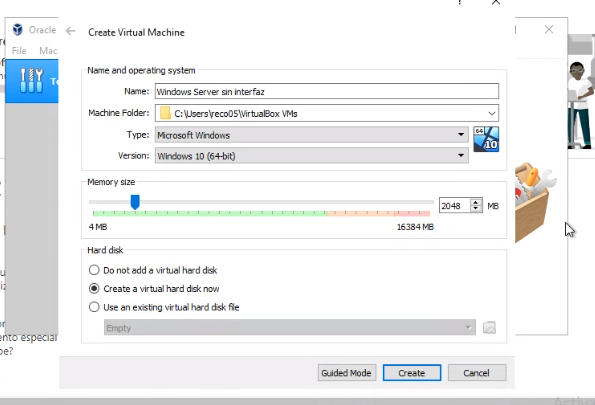 ?
Oracle
Create Virtual Machine
File Mac
Name and operating system
Name: Windows Server sin interfaz
Machine Folder: C:\Users\reco05\VirtualBox VMs
Type: Microsoft Windows
64
10
Version: Windows 10 (64-bit)
Memory size
2048 MB
4 MB 16384 MB
Hard disk
Do not add a virtual hard disk
Create a virtual hard disk now
Use an existing virtual hard disk file
Empty
ento especial
be?
Guided Mode Create Cancel